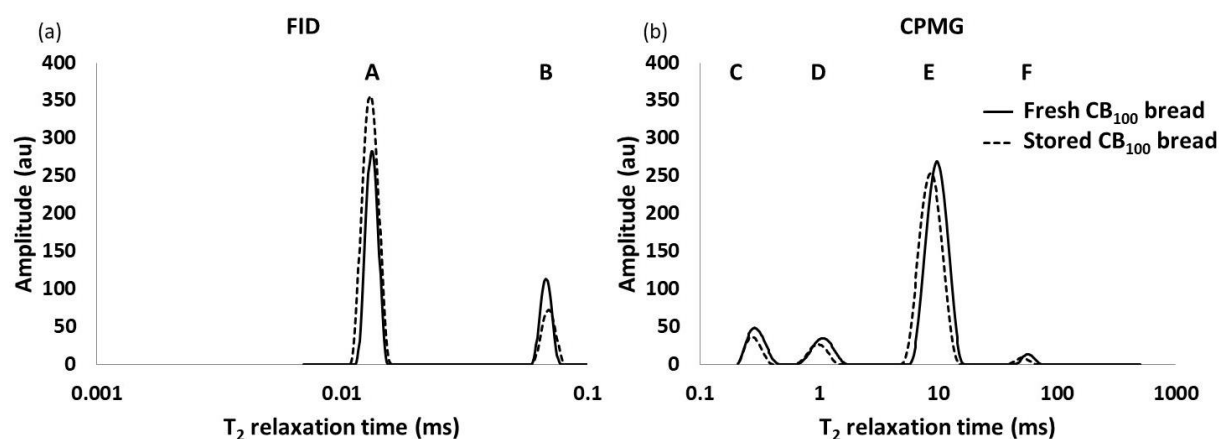 (a)
FID
A
B
400
350
300
250
200
150
100
50
0
Amplitude (au)
0.001
0.01
0.1
T2 relaxation time (ms)
(b)
CPMG
C
D
E
F
400
350
300
250
200
150
100
50
0
Amplitude (au)
0.1
1
10
100
1000
T2 relaxation time (ms)
Fresh CB100 bread
Stored CB100 bread